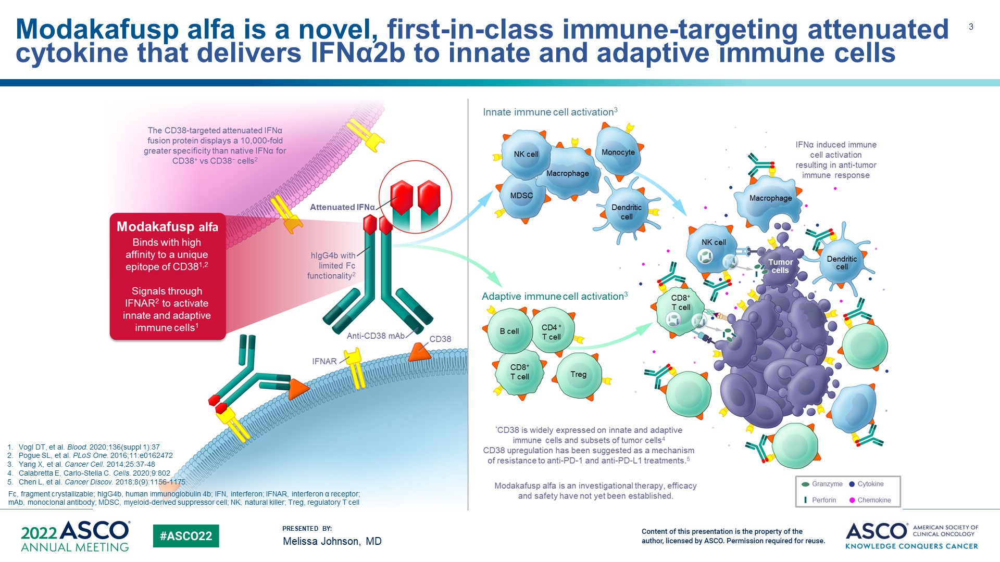 Modakafusp alfa is a novel, first-in-class immune-targeting attenuated
cytokine that delivers IFNα2b to innate and adaptive immune cells
3
The CD38-targeted attenuated IFNα
fusion protein displays a 10,000-fold
greater specificity than native IFNα for
CD38⁺ vs CD38⁻ cells²
Attenuated IFNα
Modakafusp alfa
Binds with high
affinity to a unique
epitope of CD38¹,²
Signals through
IFNAR² to activate
innate and adaptive
immune cells¹
hIgG4b with
limited Fc
functionality²
Anti-CD38 mAb
CD38
IFNAR
Innate immune cell activation³
NK cell
Macrophage
Monocyte
MDSC
Dendritic
cell
Adaptive immune cell activation³
B cell
CD4⁺
T cell
CD8⁺
T cell
Treg
IFNα induced immune
cell activation
resulting in anti-tumor
immune response
Macrophage
NK cell
Tumor
cells
Dendritic
cell
CD8⁺
T cell
*CD38 is widely expressed on innate and adaptive
immune cells and subsets of tumor cells⁴
CD38 upregulation has been suggested as a mechanism
of resistance to anti-PD-1 and anti-PD-L1 treatments.⁵
Modakafusp alfa is an investigational therapy, efficacy
and safety have not yet been established.
Granzyme
Cytokine
Perforin
Chemokine
1. Vogl DT, et al. Blood. 2020;136(suppl 1):37
2. Pogue SL, et al. PLoS One. 2016;11:e0162472
3. Yang X, et al. Cancer Cell. 2014;25:37-48
4. Calabretta E, Carlo-Stella C. Cells. 2020;9:802
5. Chen L, et al. Cancer Discov. 2018;8(9):1156-1175.
Fc, fragment crystallizable; hIgG4b, human immunoglobulin 4b; IFN, interferon; IFNAR, interferon α receptor;
mAb, monoclonal antibody; MDSC, myeloid-derived suppressor cell; NK, natural killer; Treg, regulatory T cell
2022 ASCO®
ANNUAL MEETING
#ASCO22
PRESENTED BY:
Melissa Johnson, MD
Content of this presentation is the property of the
author, licensed by ASCO. Permission required for reuse.
ASCO® AMERICAN SOCIETY OF
CLINICAL ONCOLOGY
KNOWLEDGE CONQUERS CANCER